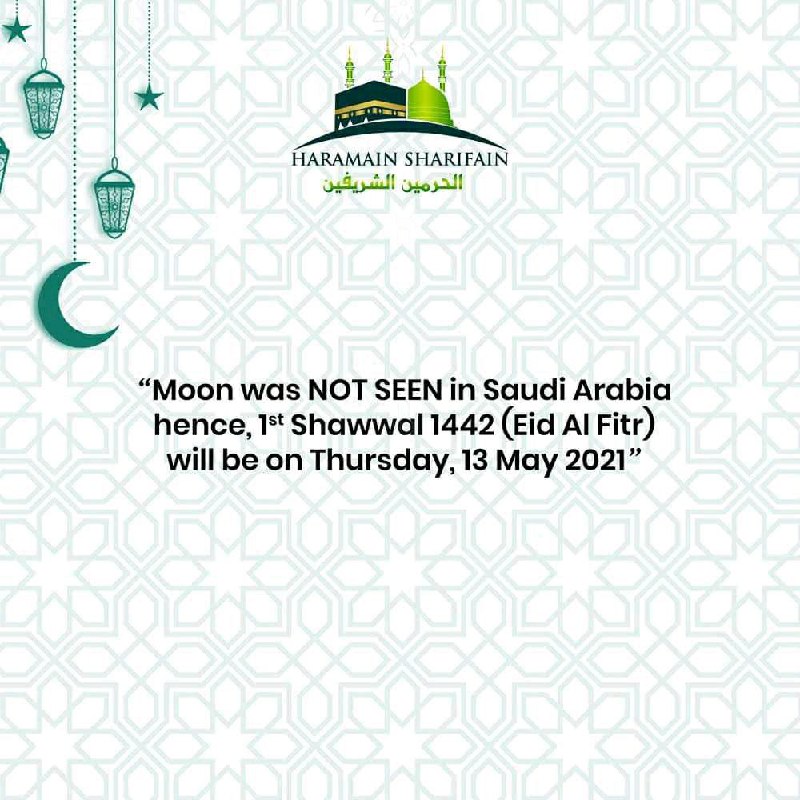 HARAMAIN SHARIFAIN
الحرمين الشريفين
“Moon was NOT SEEN in Saudi Arabia
hence, 1st Shawwal 1442 (Eid Al Fitr)
will be on Thursday, 13 May 2021”